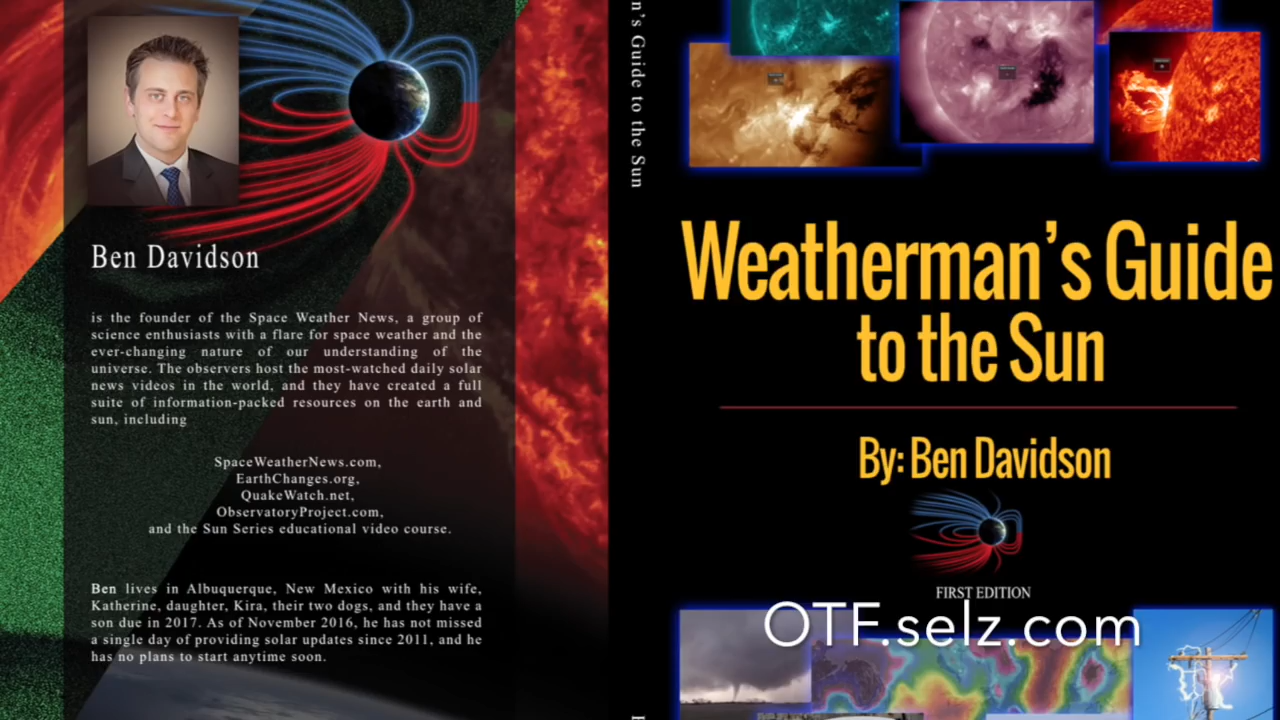 Ben Davidson
is the founder of the Space Weather News, a group of
science enthusiasts with a flare for space weather and the
ever-changing nature of our understanding of the
universe. The observers host the most-watched daily solar
news videos in the world, and they have created a full
suite of information-packed resources on the earth and
sun, including
SpaceWeatherNews.com,
EarthChanges.org,
QuakeWatch.net,
ObservatoryProject.com,
and the Sun Series educational video course.
Ben lives in Albuquerque, New Mexico with his wife,
Katherine, daughter, Kira, their two dogs, and they have a
son due in 2017. As of November 2016, he has not missed
a single day of providing solar updates since 2011, and he
has no plans to start anytime soon.
n's Guide to the Sun
Weatherman's Guide
to the Sun
By: Ben Davidson
FIRST EDITION
OTF.selz.com